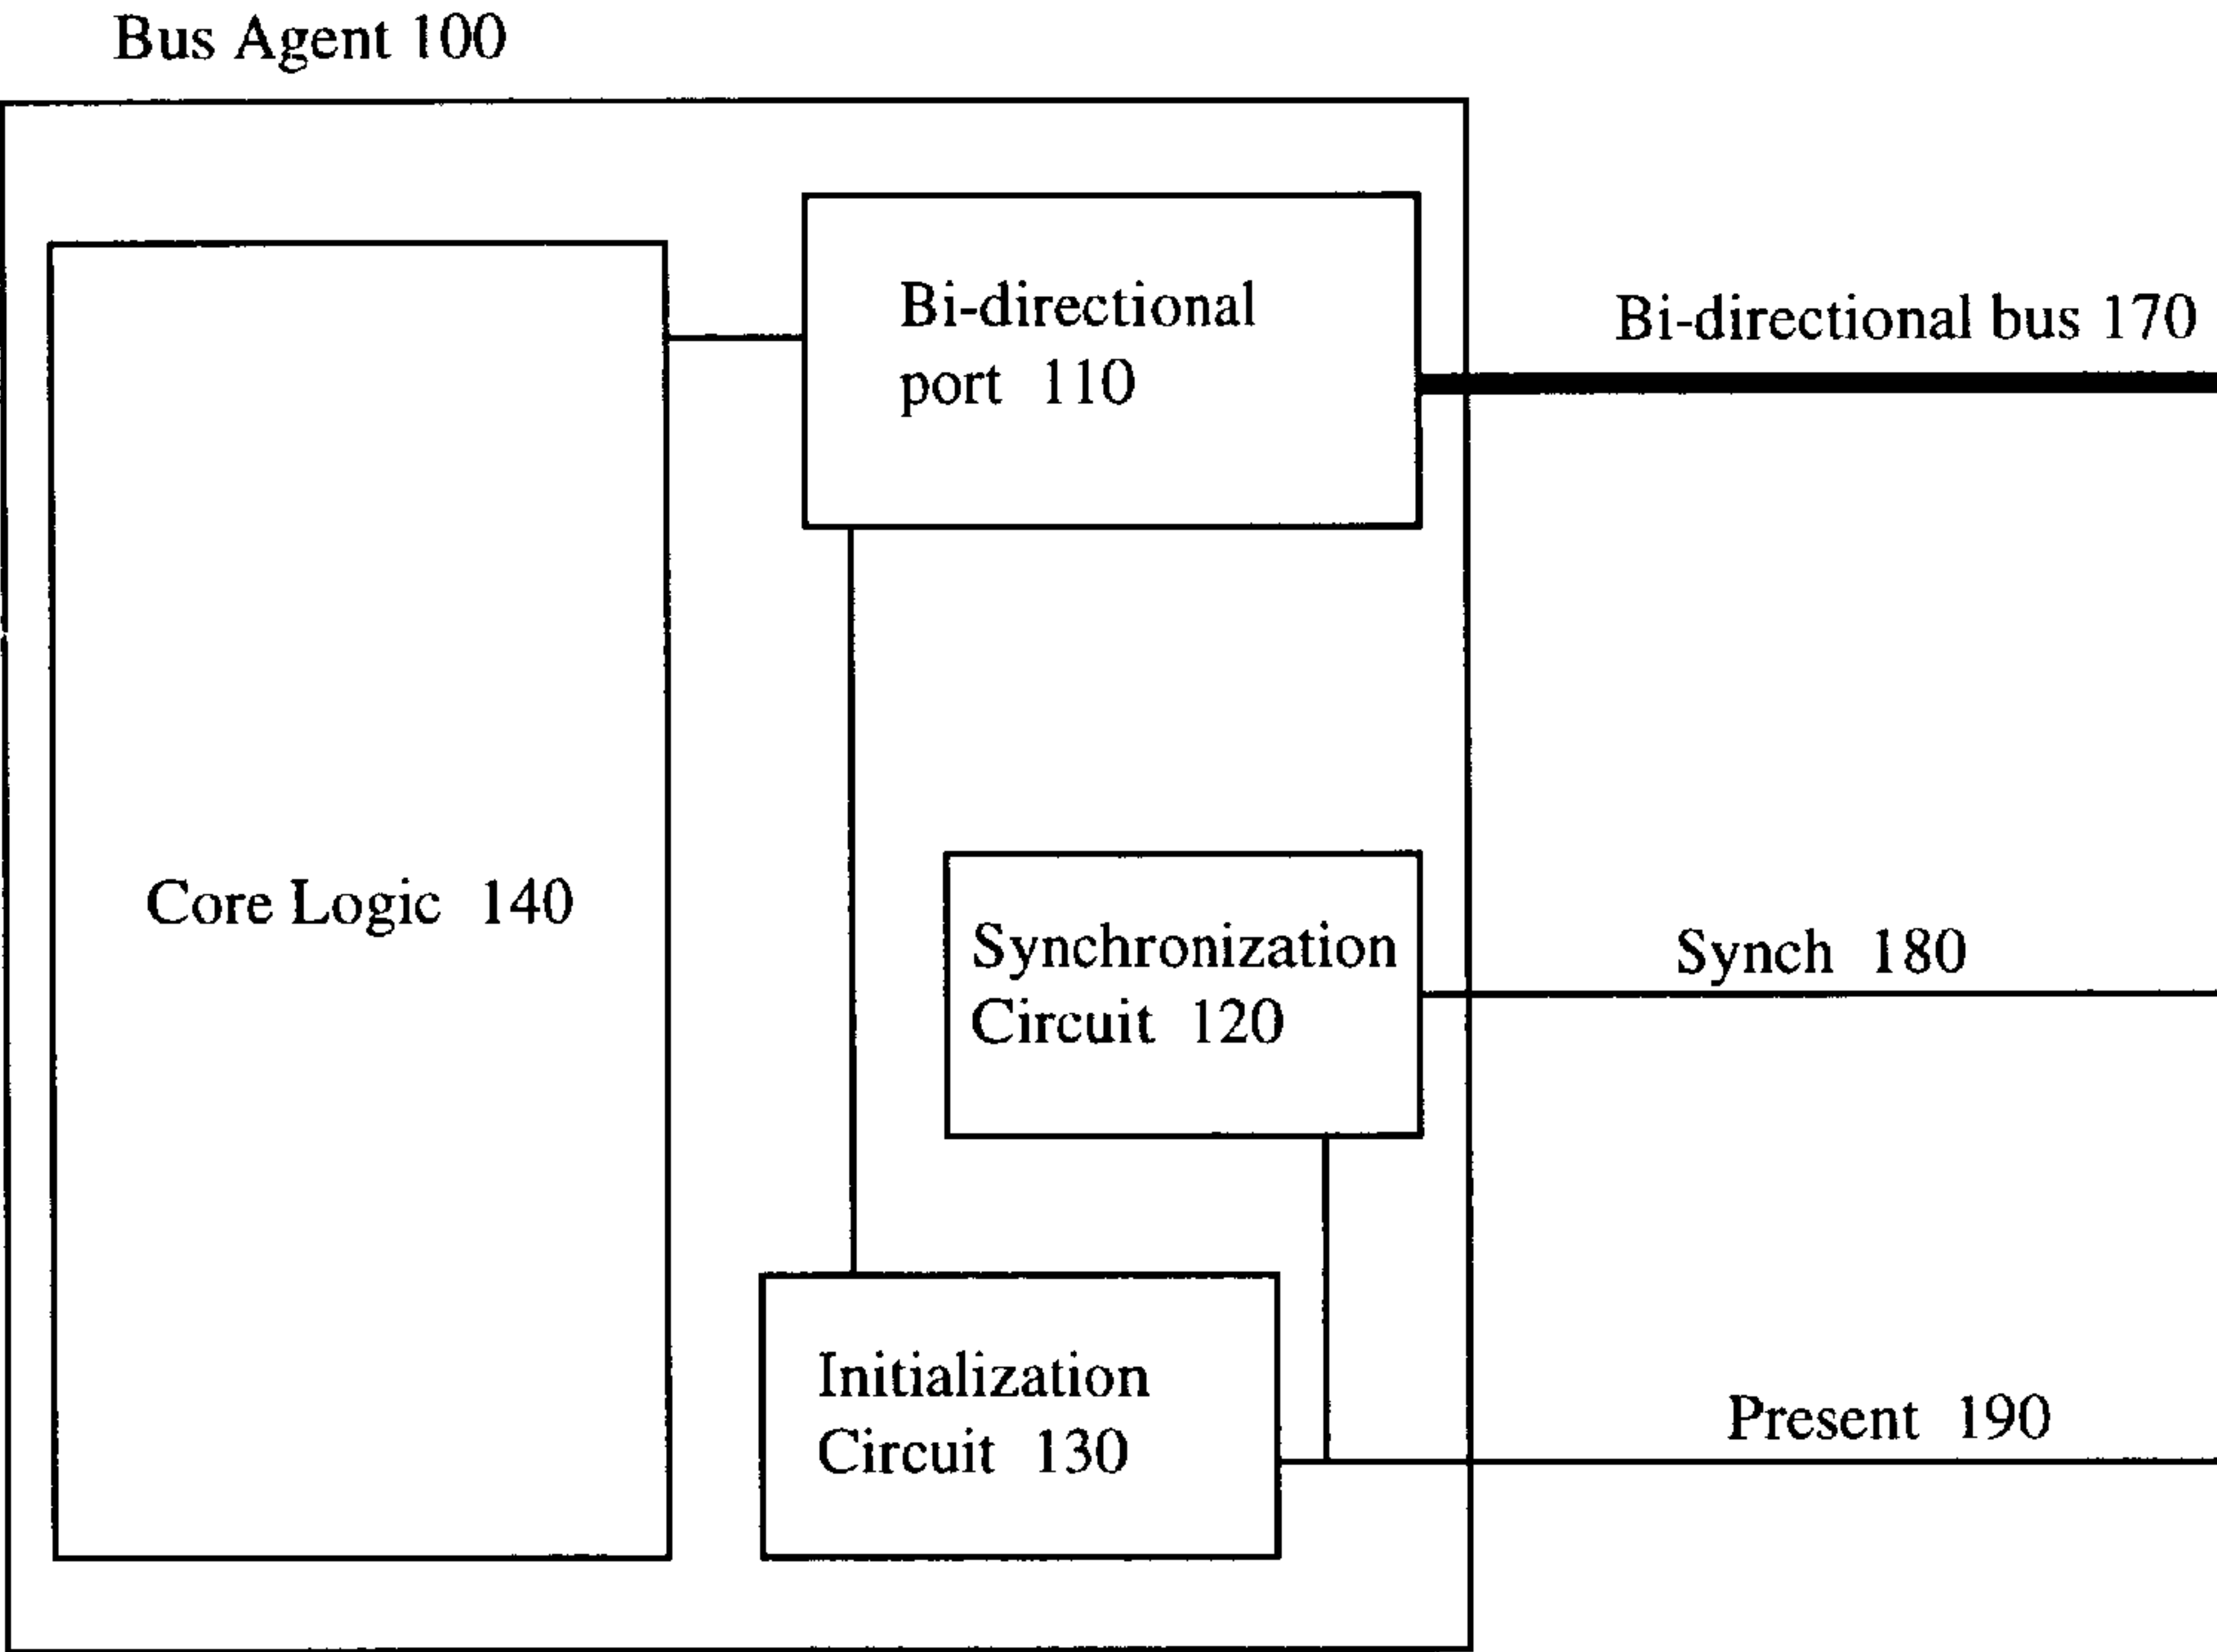 Bus Agent 100
Bi-directional
port 110
Bi-directional bus 170
Core Logic 140
Synchronization
Circuit 120
Synch 180
Initialization
Circuit 130
Present 190